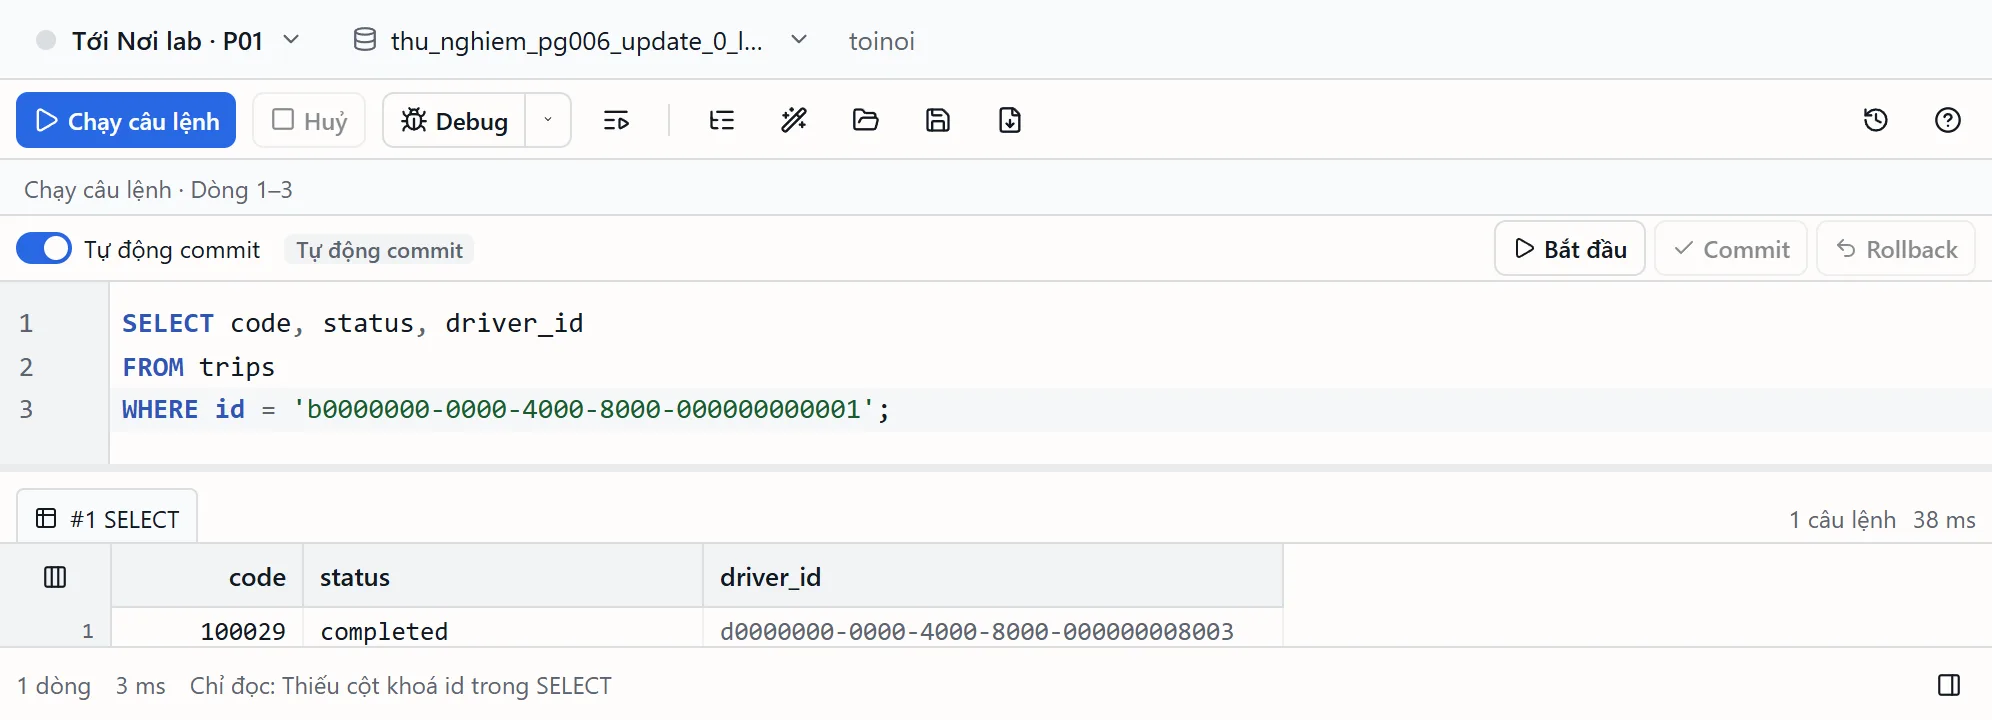 Tới Nơi lab · P01 thu_nghiem_pg006_update_0_l... toinoi
Chạy câu lệnh Huỷ Debug
Chạy câu lệnh · Dòng 1–3
Tự động commit Tự động commit Bắt đầu Commit Rollback
1 SELECT code, status, driver_id
2 FROM trips
3 WHERE id = 'b0000000-0000-4000-8000-000000000001';
#1 SELECT 1 câu lệnh 38 ms
code status driver_id
1 100029 completed d0000000-0000-4000-8000-000000008003
1 dòng 3 ms Chỉ đọc: Thiếu cột khoá id trong SELECT